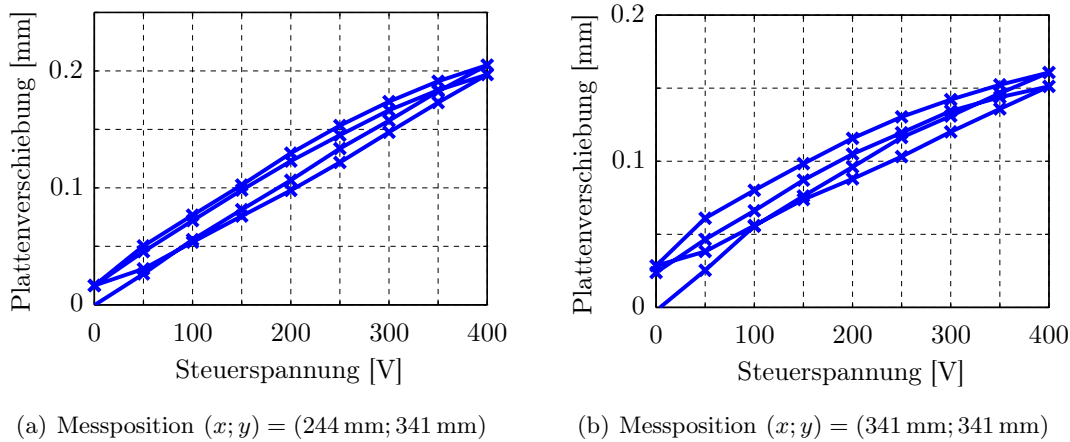 Plattenverschiebung [mm]
0.2
0.1
0
0 100 200 300 400
Steuerspannung [V]
(a) Messposition (x; y) = (244 mm; 341 mm)
Plattenverschiebung [mm]
0.2
0.1
0
0 100 200 300 400
Steuerspannung [V]
(b) Messposition (x; y) = (341 mm; 341 mm)